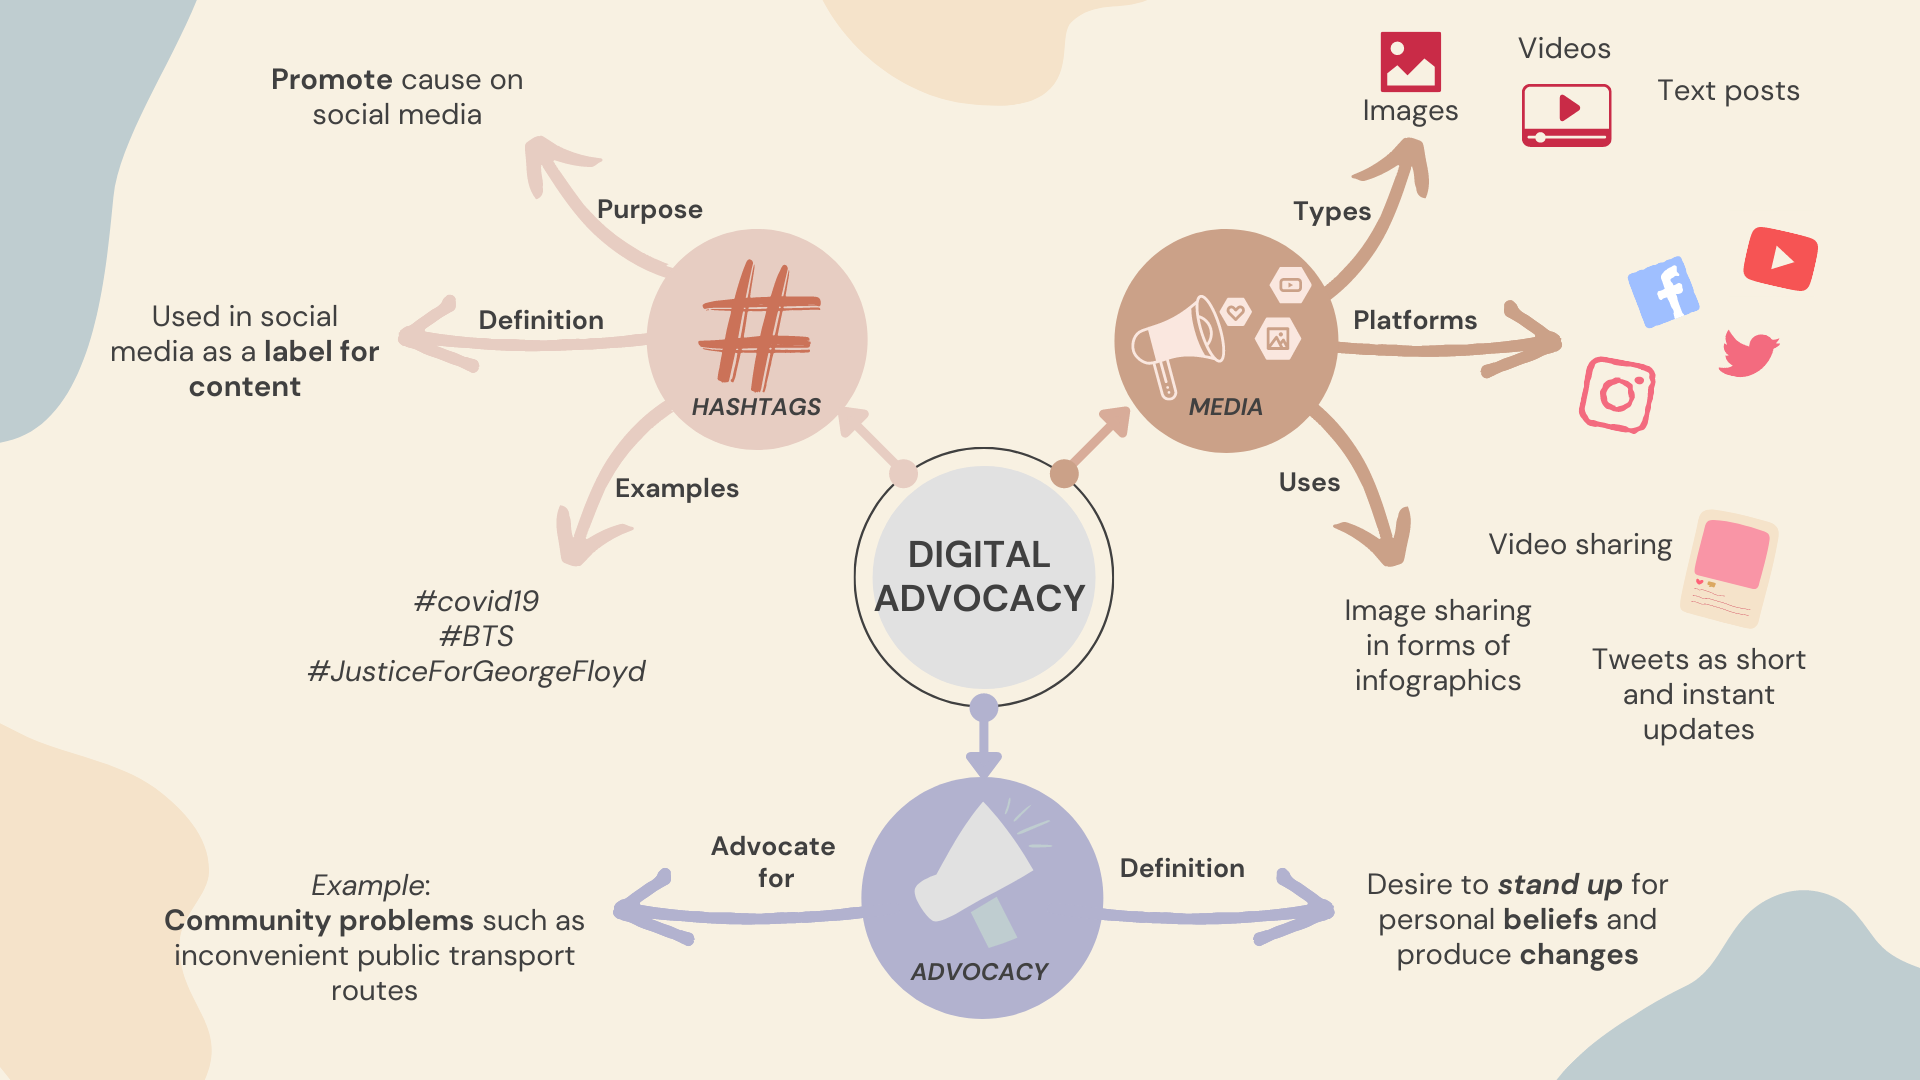 Promote cause on
social media
Purpose
Used in social
media as a label for
content
Definition
HASHTAGS
Examples
#covid19
#BTS
#JusticeForGeorgeFloyd
Images
Videos
Text posts
Types
Platforms
MEDIA
Uses
Video sharing
Image sharing
in forms of
infographics
Tweets as short
and instant
updates
DIGITAL
ADVOCACY
Advocate
for
Example:
Community problems such as
inconvenient public transport
routes
ADVOCACY
Definition
Desire to stand up for
personal beliefs and
produce changes